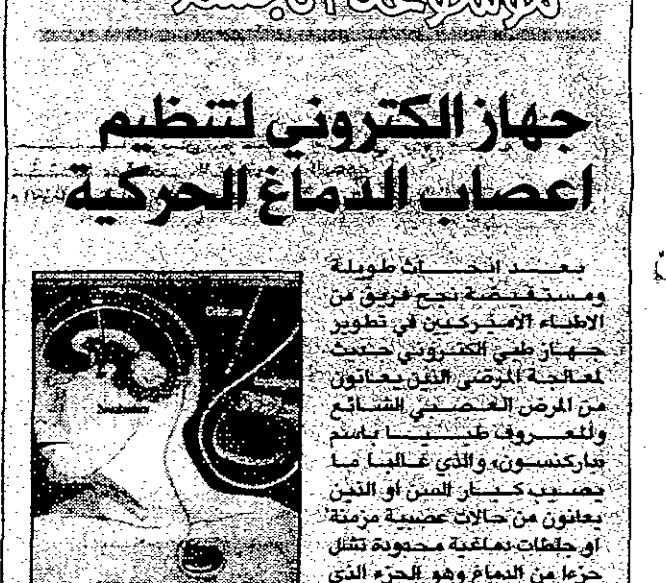 جهاز الكتروني لتنظيم
اعصاب الدماغ الحركية
بعد ابحاث طويلة
ومستفيضة نجح فريق من
الاطباء الامريكيين في تطوير
جهاز طبي الكتروني حديث
لمعالجة المرضى الذين يعانون
من المرض العصبي الشائع
والمعروف طبيا باسم
باركنسون، والذي غالبا ما
يصيب كبار السن او الذين
يعانون من حالات عصبية مزمنة
او جلطات دماغية محدودة تشل
جزءا من الدماغ وهو الجزء الذي